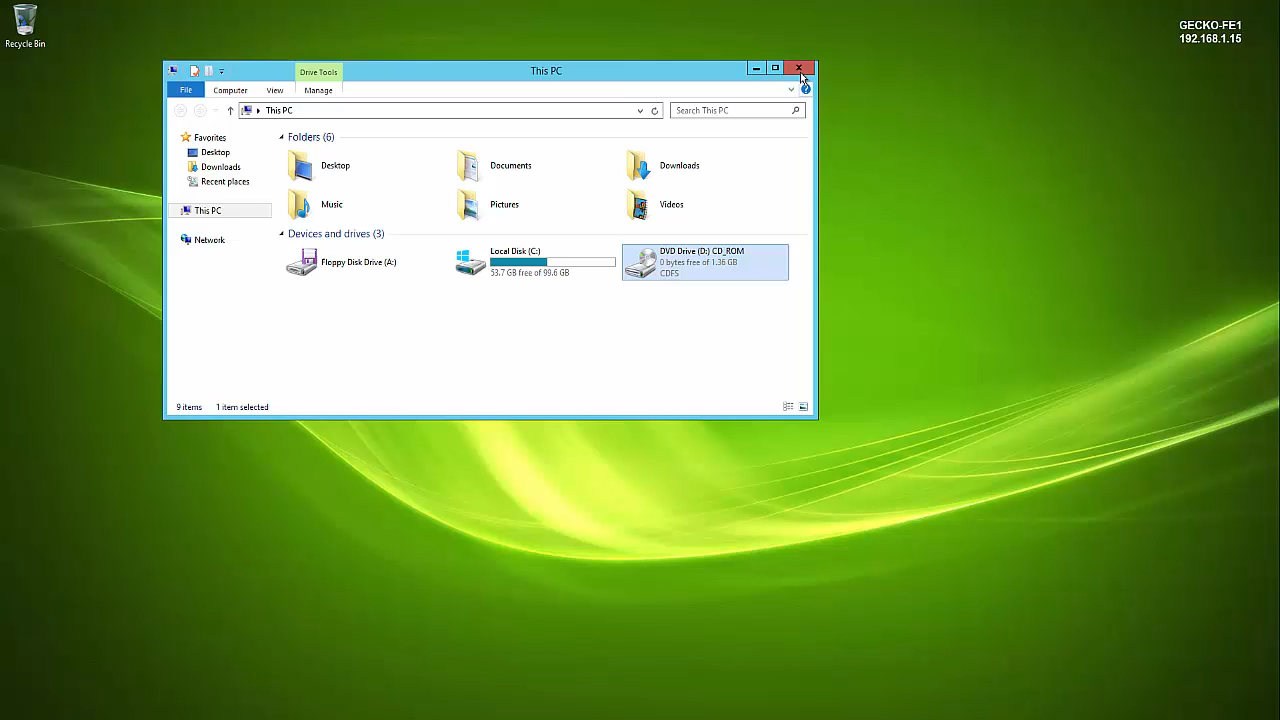 Recycle Bin
GECKO-FE1
192.168.1.15
Drive Tools
This PC
File
Computer
View
Manage
This PC
Search This PC
Favorites
Desktop
Downloads
Recent places
This PC
Network
Folders (6)
Desktop
Documents
Downloads
Music
Pictures
Videos
Devices and drives (3)
Floppy Disk Drive (A:)
Local Disk (C:)
53.7 GB free of 99.6 GB
DVD Drive (D:) CD_ROM
0 bytes free of 1.36 GB
CDFS
9 items
1 item selected